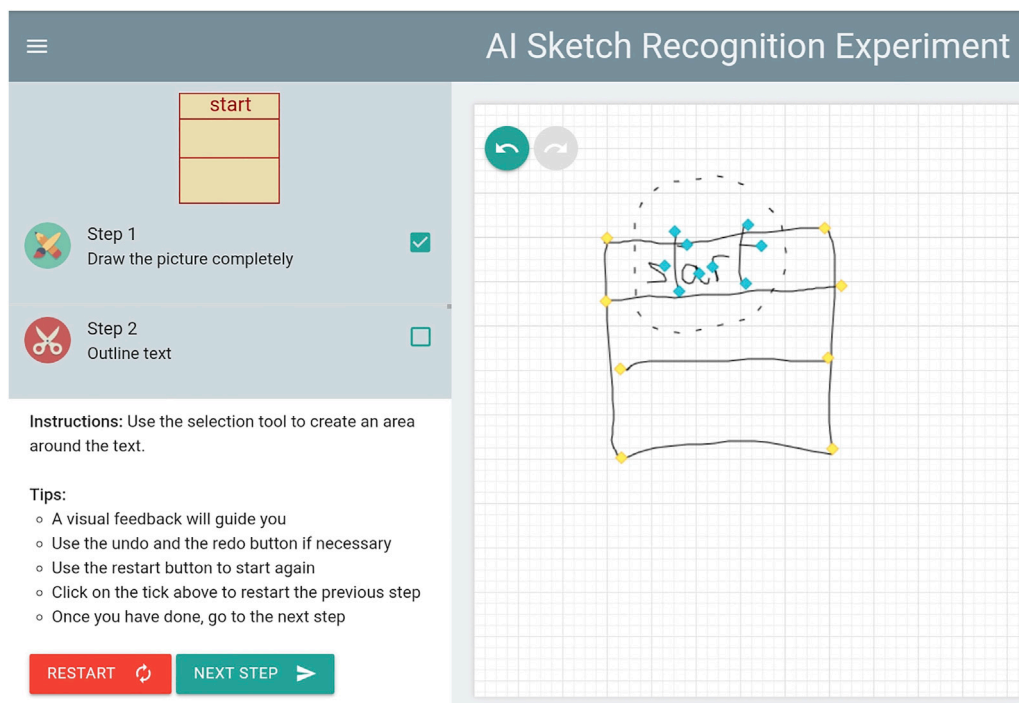 AI Sketch Recognition Experiment
start
Step 1
Draw the picture completely
Step 2
Outline text
Instructions: Use the selection tool to create an area
around the text.
Tips:
A visual feedback will guide you
Use the undo and the redo button if necessary
Use the restart button to start again
Click on the tick above to restart the previous step
Once you have done, go to the next step
RESTART
NEXT STEP
start